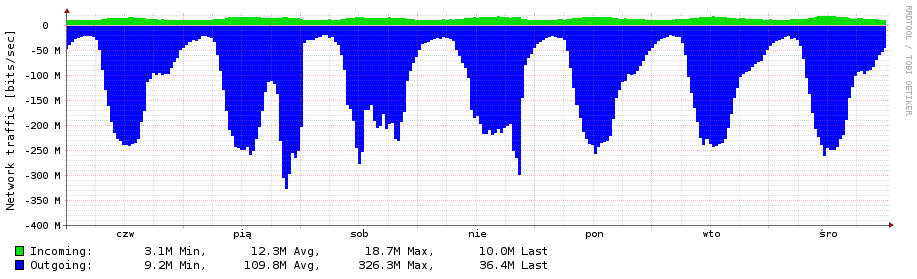 RRDTOOL / TOBI OETIKER
Network traffic [bits/sec]
0
-50 M
-100 M
-150 M
-200 M
-250 M
-300 M
-350 M
-400 M
czw pią sob nie pon wto śro
Incoming: 3.1M Min, 12.3M Avg, 18.7M Max, 10.0M Last
Outgoing: 9.2M Min, 109.8M Avg, 326.3M Max, 36.4M Last